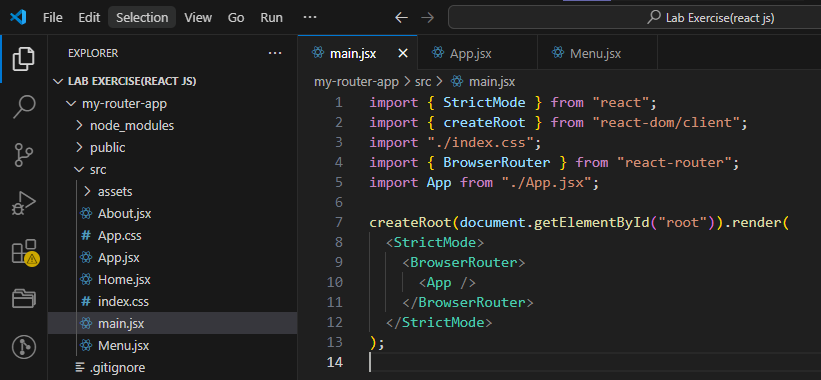 File Edit Selection View Go Run ... Lab Exercise(react js)
EXPLORER ...
LAB EXERCISE(REACT JS)
my-router-app
node_modules
public
src
assets
About.jsx
# App.css
App.jsx
Home.jsx
# index.css
main.jsx
Menu.jsx
.gitignore
main.jsx App.jsx Menu.jsx
my-router-app > src > main.jsx
1 import { StrictMode } from "react";
2 import { createRoot } from "react-dom/client";
3 import "./index.css";
4 import { BrowserRouter } from "react-router";
5 import App from "./App.jsx";
6
7 createRoot(document.getElementById("root")).render(
8 <StrictMode>
9 <BrowserRouter>
10 <App />
11 </BrowserRouter>
12 </StrictMode>
13 );
14